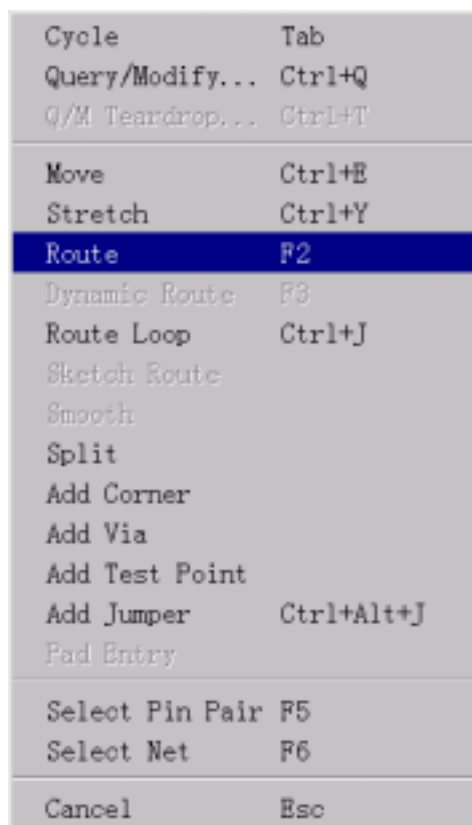 Cycle Tab
Query/Modify... Ctrl+Q
Q/M Teardrop... Ctrl+T
Move Ctrl+E
Stretch Ctrl+Y
Route F2
Dynamic Route F3
Route Loop Ctrl+J
Sketch Route
Smooth
Split
Add Corner
Add Via
Add Test Point
Add Jumper Ctrl+Alt+J
Pad Entry
Select Pin Pair F5
Select Net F6
Cancel Esc